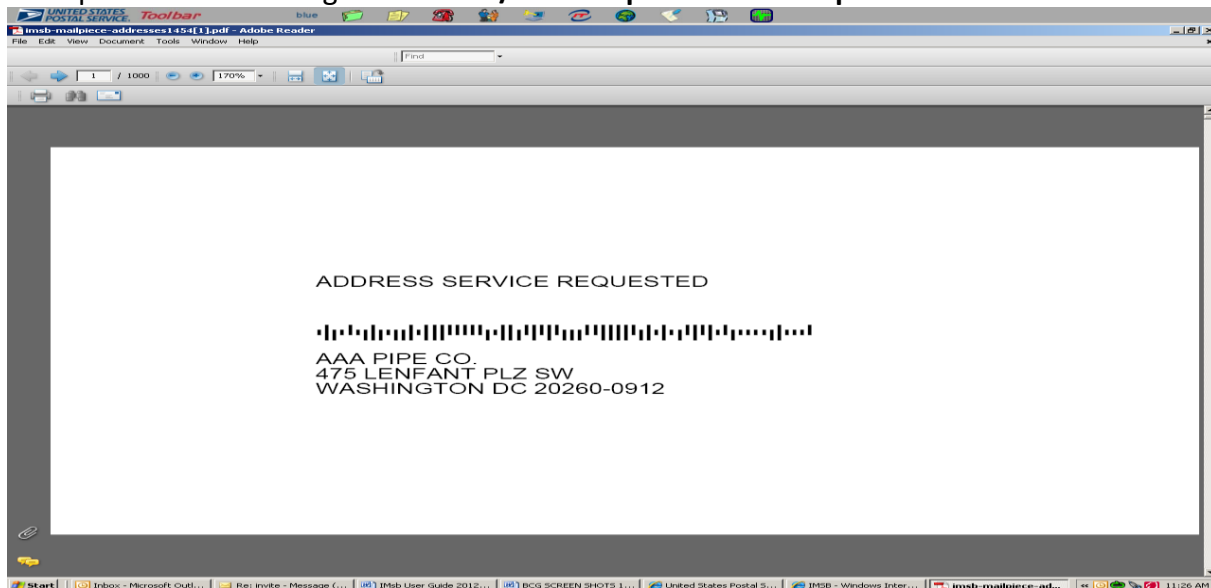 UNITED STATES
POSTAL SERVICE. Toolbar blue
imsb-mailpiece-addresses1454[1].pdf - Adobe Reader
File Edit View Document Tools Window Help
Find
1 / 1000 170%
ADDRESS SERVICE REQUESTED
AAA PIPE CO.
475 LENFANT PLZ SW
WASHINGTON DC 20260-0912
Start Inbox - Microsoft Outl... Re: invite - Message (... IMsb User Guide 2012... BCG SCREEN SHOTS 1... United States Postal S... IMSB - Windows Inter... imsb-mailpiece-ad... 11:26 AM